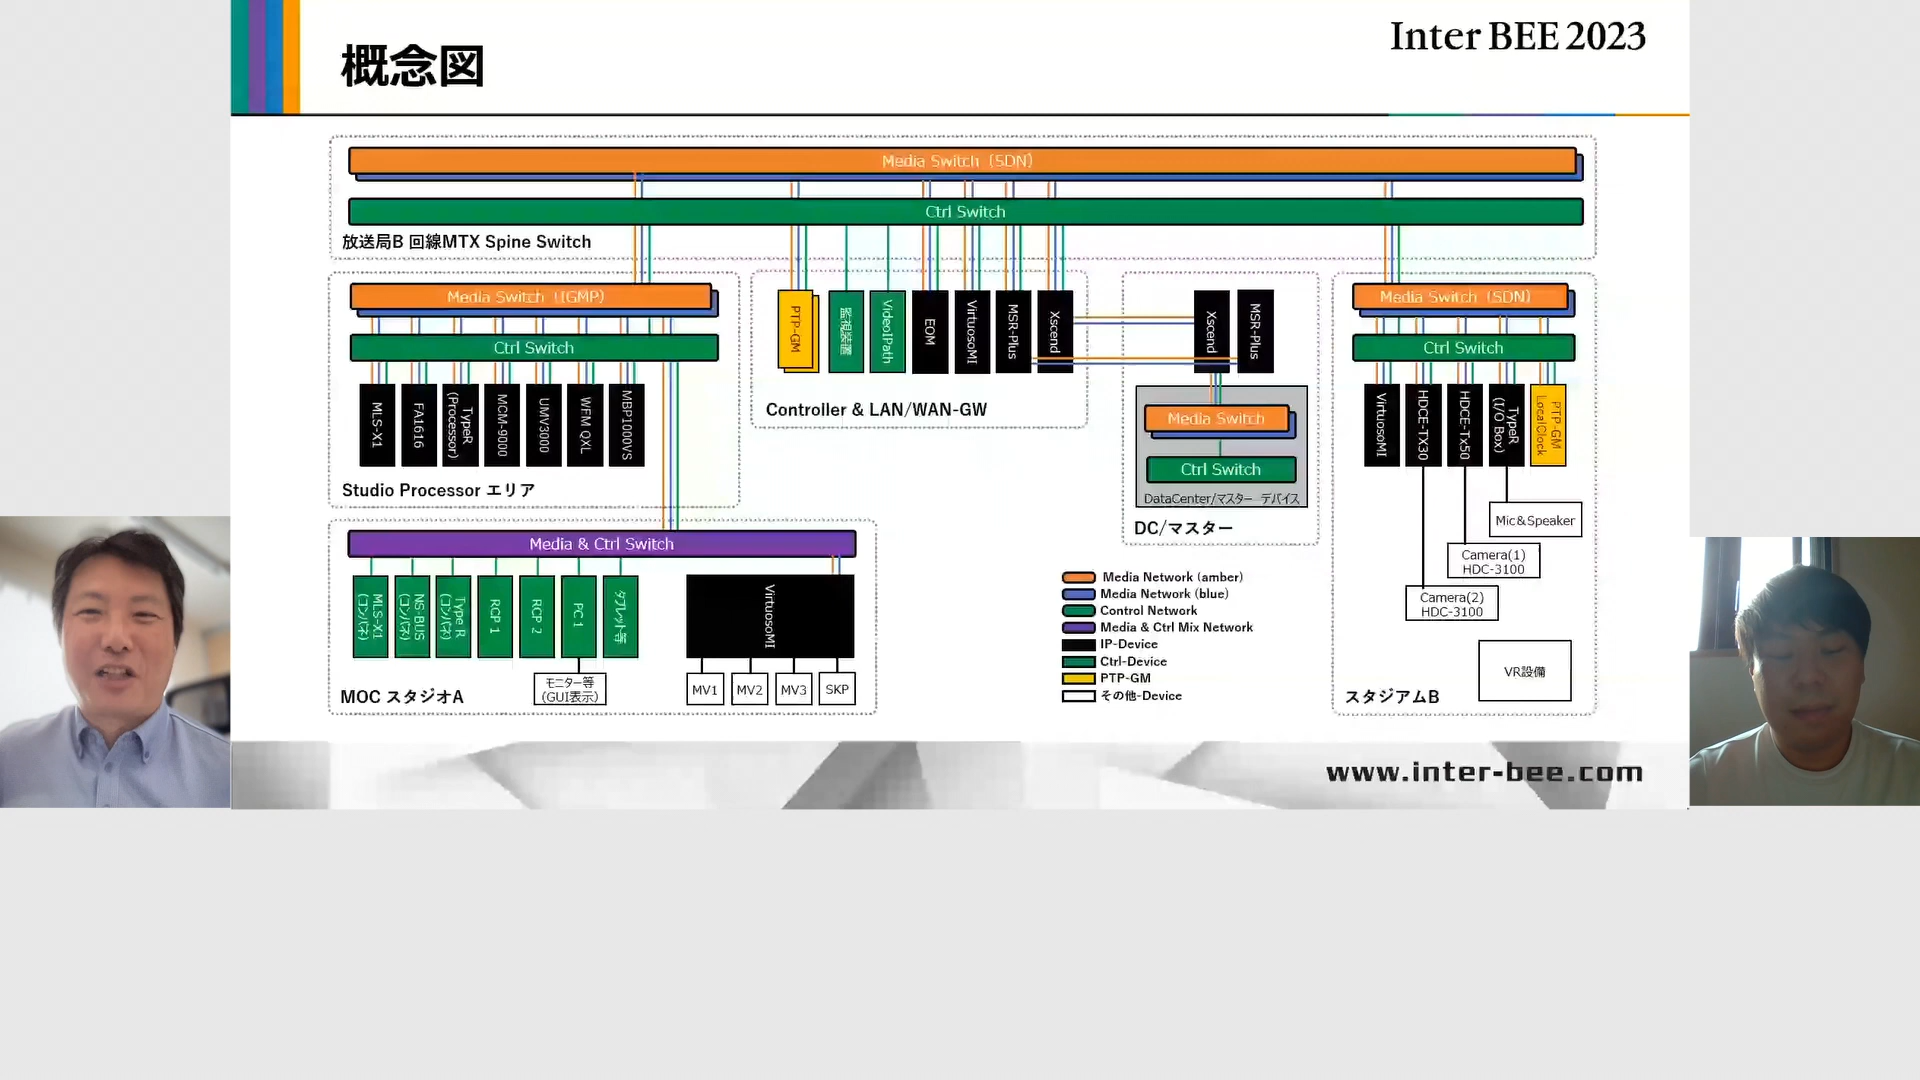 Inter BEE 2023
概念図
Media Switch（SDN）
Ctrl Switch
放送局B 回線MTX Spine Switch
Media Switch（IGMP）
Ctrl Switch
MLS-X1
FA1616
TypeR
(Processor)
MCM-9000
UMV3000
WFM QXL
MBP1000VS
Studio Processor エリア
PTP-GM
監視装置
VideoIPath
EOM
VirtuosoMI
MSR-Plus
Xscend
Controller & LAN/WAN-GW
Xscend
MSR-Plus
Media Switch
Ctrl Switch
DataCenter/マスター デバイス
DC/マスター
Media Switch（SDN）
Ctrl Switch
VirtuosoMI
HDCE-TX30
HDCE-Tx50
TypeR
(I/O Box)
PTP-GM
LocalClock
Mic&Speaker
Camera(1)
HDC-3100
Camera(2)
HDC-3100
VR設備
スタジアムB
Media & Ctrl Switch
MLS-X1
(コンパネ)
NS-BUS
(コンパネ)
Type R
(コンパネ)
RCP 1
RCP 2
PC 1
タブレット等
モニター等
(GUI表示)
VirtuosoMI
MV1
MV2
MV3
SKP
MOC スタジオA
Media Network (amber)
Media Network (blue)
Control Network
Media & Ctrl Mix Network
IP-Device
Ctrl-Device
PTP-GM
その他-Device
www.inter-bee.com